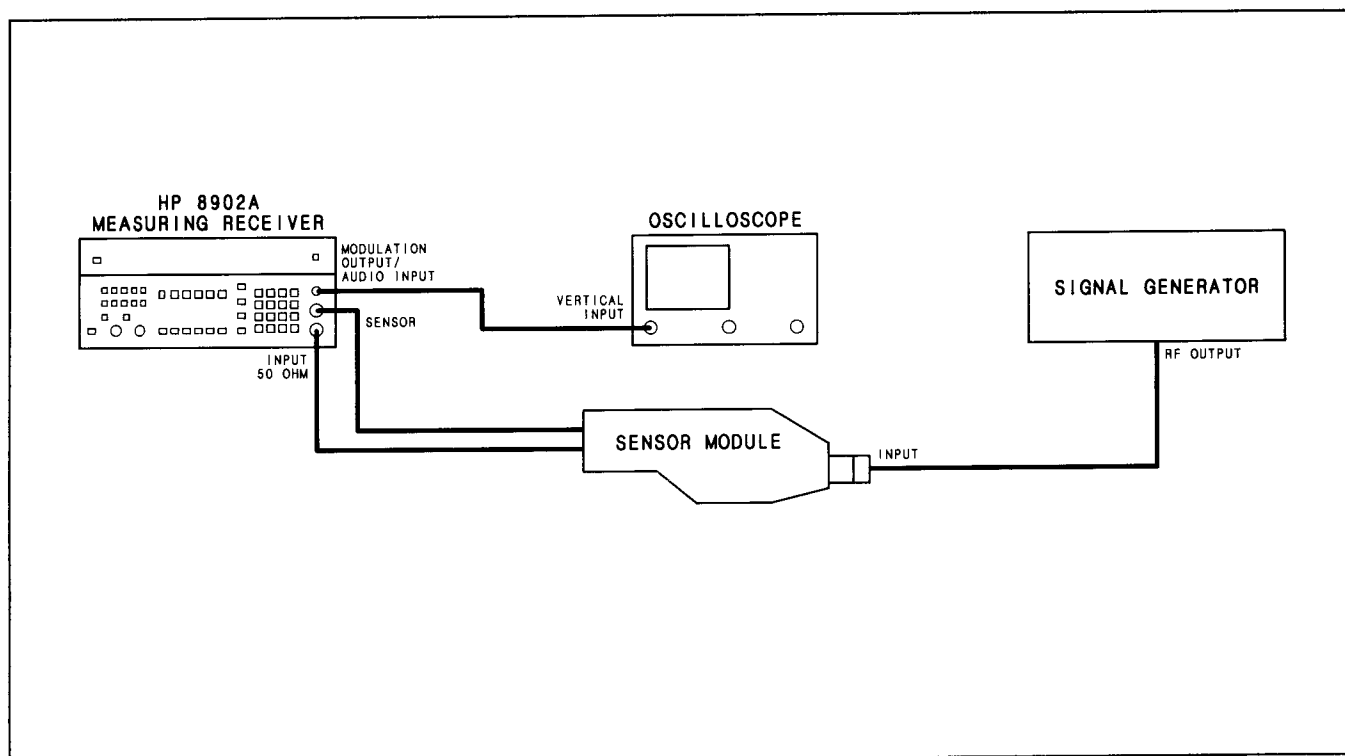 HP 8902A
MEASURING RECEIVER
MODULATION
OUTPUT/
AUDIO INPUT
SENSOR
INPUT
50 OHM
OSCILLOSCOPE
VERTICAL
INPUT
SIGNAL GENERATOR
RF OUTPUT
SENSOR MODULE
INPUT